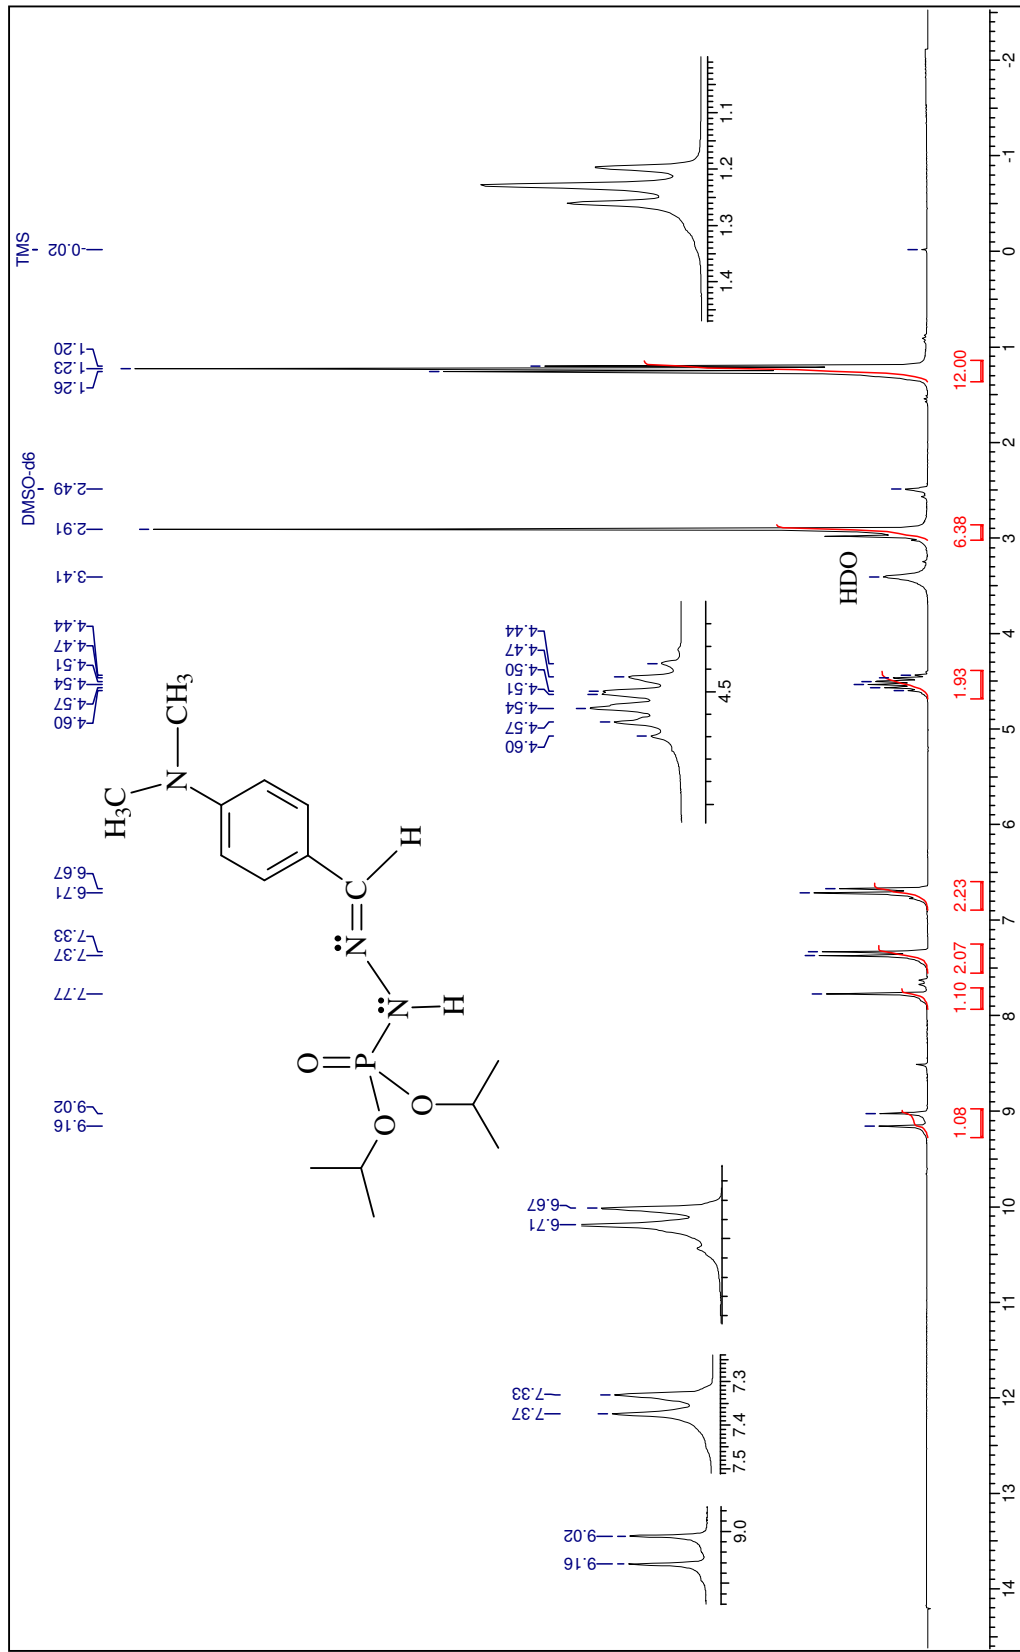 DMSO-d6
TMS
9.16
9.02
7.77
7.37
7.33
6.71
6.67
4.60
4.57
4.54
4.51
4.47
4.44
3.41
2.91
2.49
1.26
1.23
1.20
-0.02
H₃C
CH₃
N
O
C
H
N
P
N
O
O
H
9.16
9.02
9.0
7.37
7.33
7.5 7.4 7.3
6.71
6.67
4.60
4.57
4.54
4.51
4.50
4.47
4.44
4.5
1.4 1.3 1.2 1.1
HDO
1.08 1.10 2.07 2.23 1.93 6.38 12.00
14 13 12 11 10 9 8 7 6 5 4 3 2 1 0 -1 -2